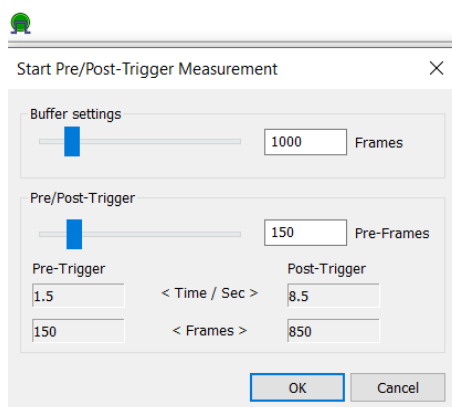 Start Pre/Post-Trigger Measurement
Buffer settings
1000 Frames
Pre/Post-Trigger
150 Pre-Frames
Pre-Trigger Post-Trigger
1.5 < Time / Sec > 8.5
150 < Frames > 850
OK Cancel